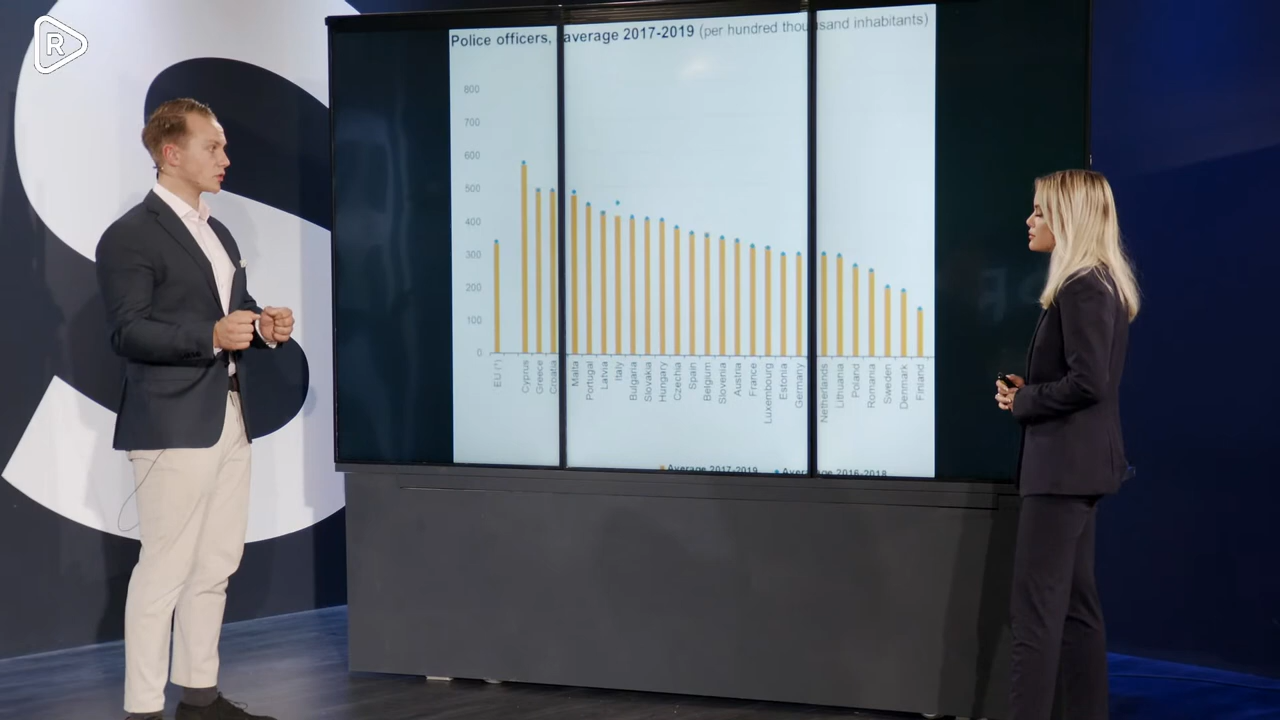 R
Police officers, average 2017-2019 (per hundred thousand inhabitants)
800
700
600
500
400
300
200
100
0
EU (¹)
Cyprus
Greece
Croatia
Malta
Portugal
Latvia
Italy
Bulgaria
Slovakia
Hungary
Czechia
Spain
Belgium
Slovenia
Austria
France
Luxembourg
Estonia
Germany
Netherlands
Lithuania
Poland
Romania
Sweden
Denmark
Finland
Average 2017-2019 Average 2016-2018
S